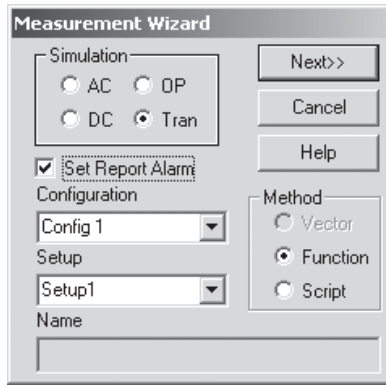 Measurement Wizard
Simulation
AC OP
DC Tran
Set Report Alarm
Configuration
Config 1
Setup
Setup1
Name
Next>>
Cancel
Help
Method
Vector
Function
Script